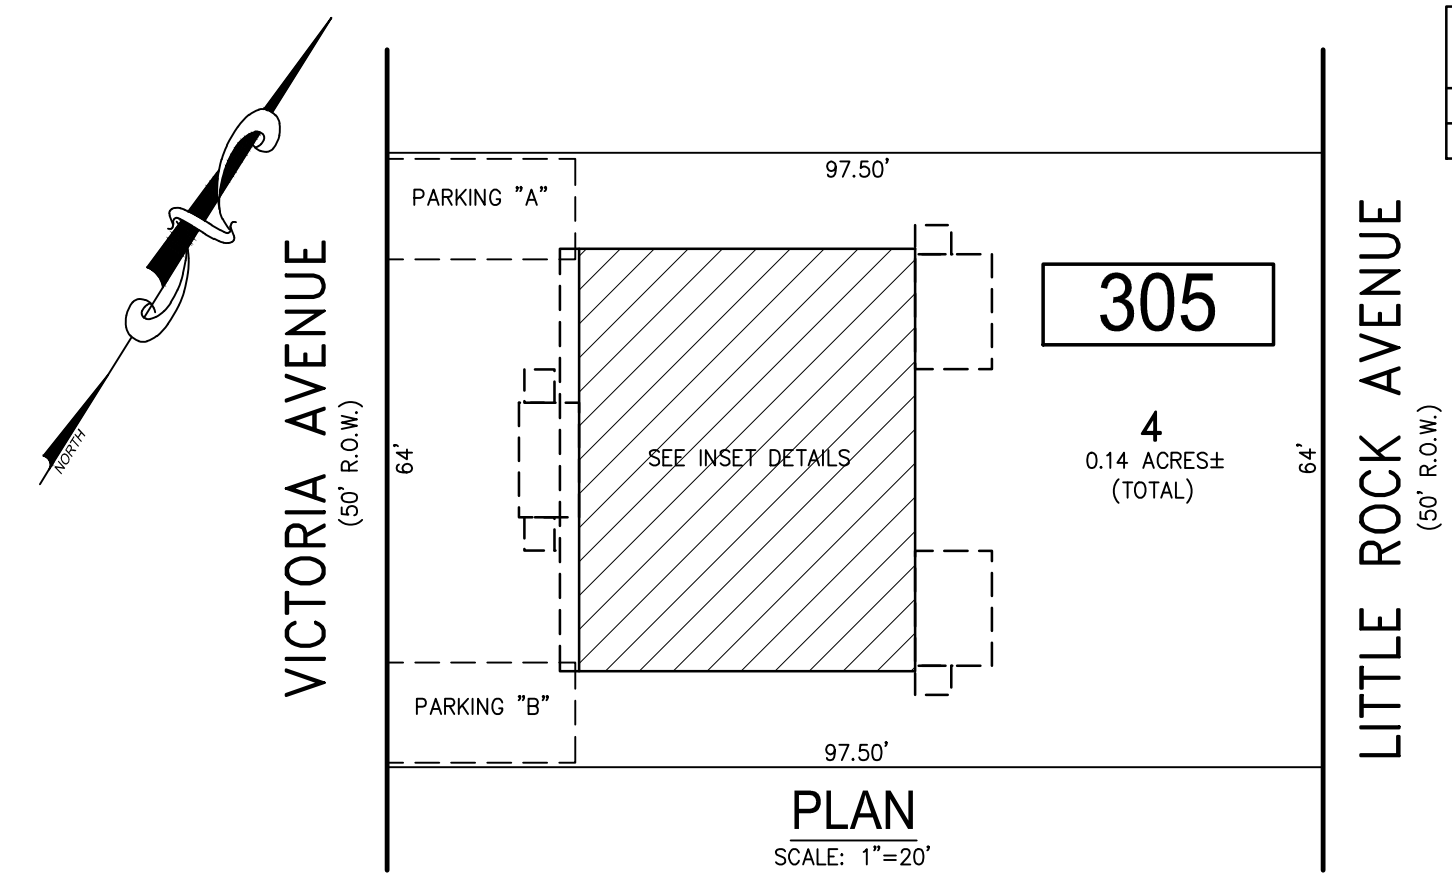 97.50'
PARKING "A"
305
VICTORIA AVENUE
(50' R.O.W.)
64'
SEE INSET DETAILS
4
0.14 ACRES±
(TOTAL)
64'
LITTLE ROCK AVENUE
(50' R.O.W.)
NORTH
PARKING "B"
97.50'
PLAN
SCALE: 1"=20'